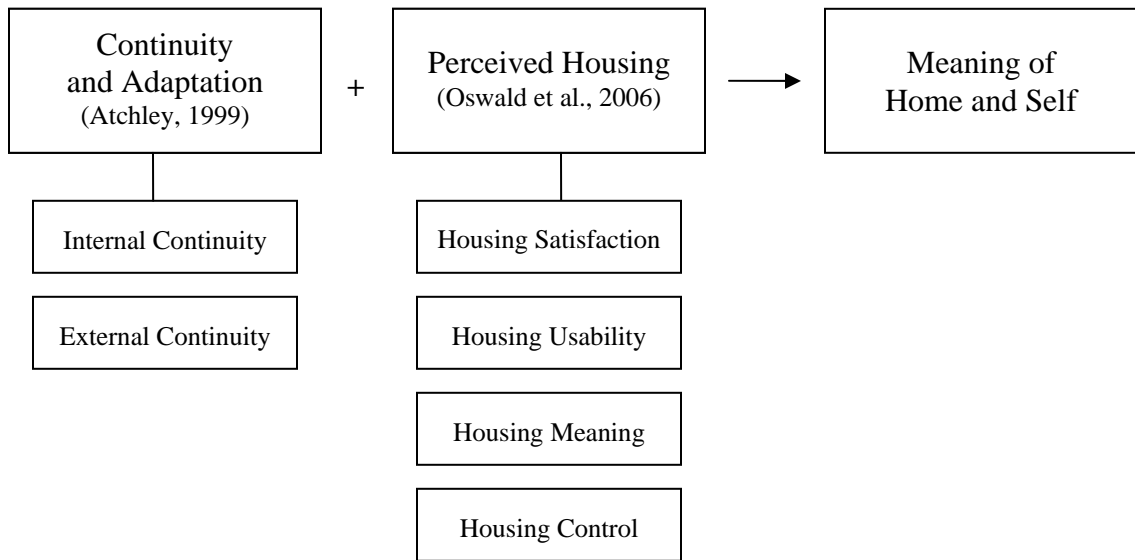 Continuity
and Adaptation
(Atchley, 1999)
+
Perceived Housing
(Oswald et al., 2006)
Meaning of
Home and Self
Internal Continuity
External Continuity
Housing Satisfaction
Housing Usability
Housing Meaning
Housing Control